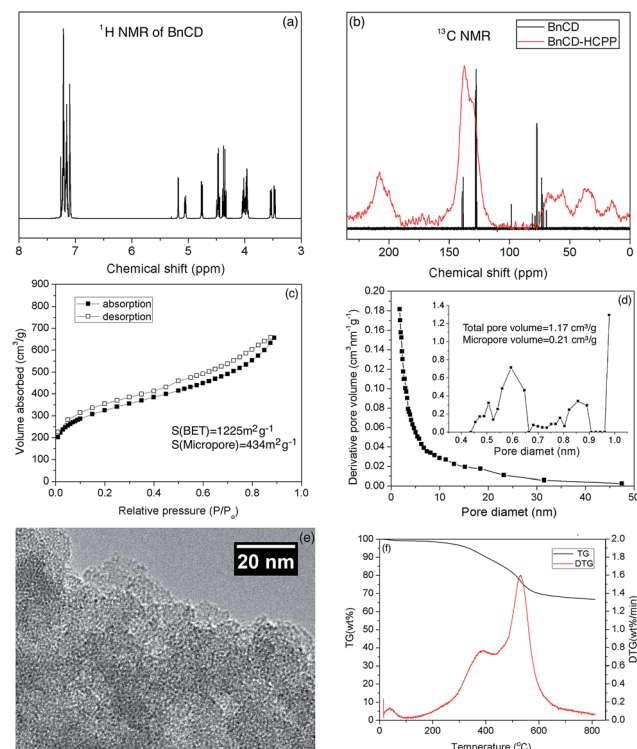 (a)
¹H NMR of BnCD
8 7 6 5 4 3
Chemical shift (ppm)
(b)
¹³C NMR
BnCD
BnCD-HCPP
200 150 100 50 0
Chemical shift (ppm)
(c)
absorption
desorption
Volume absorbed (cm³/g)
900
800
700
600
500
400
300
200
100
0
S(BET)=1225m²g⁻¹
S(Micropore)=434m²g⁻¹
0.0 0.2 0.4 0.6 0.8 1.0
Relative pressure (P/Pₒ)
(d)
Derivative pore volume (cm³nm⁻¹g⁻¹)
0.20
0.18
0.16
0.14
0.12
0.10
0.08
0.06
0.04
0.02
0.00
1.4
1.2
1.0
0.8
0.6
0.4
0.2
0.0
Total pore volume=1.17 cm³/g
Micropore volume=0.21 cm³/g
0.4 0.5 0.6 0.7 0.8 0.9 1.0
Pore diamet (nm)
0 10 20 30 40 50
Pore diamet (nm)
(e)
20 nm
(f)
TG
DTG
TG(wt%)
100
90
80
70
60
50
40
30
20
10
0
2.0
1.8
1.6
1.4
1.2
1.0
0.8
0.6
0.4
0.2
0.0
DTG(wt%/min)
0 200 400 600 800
Temperature (°C)